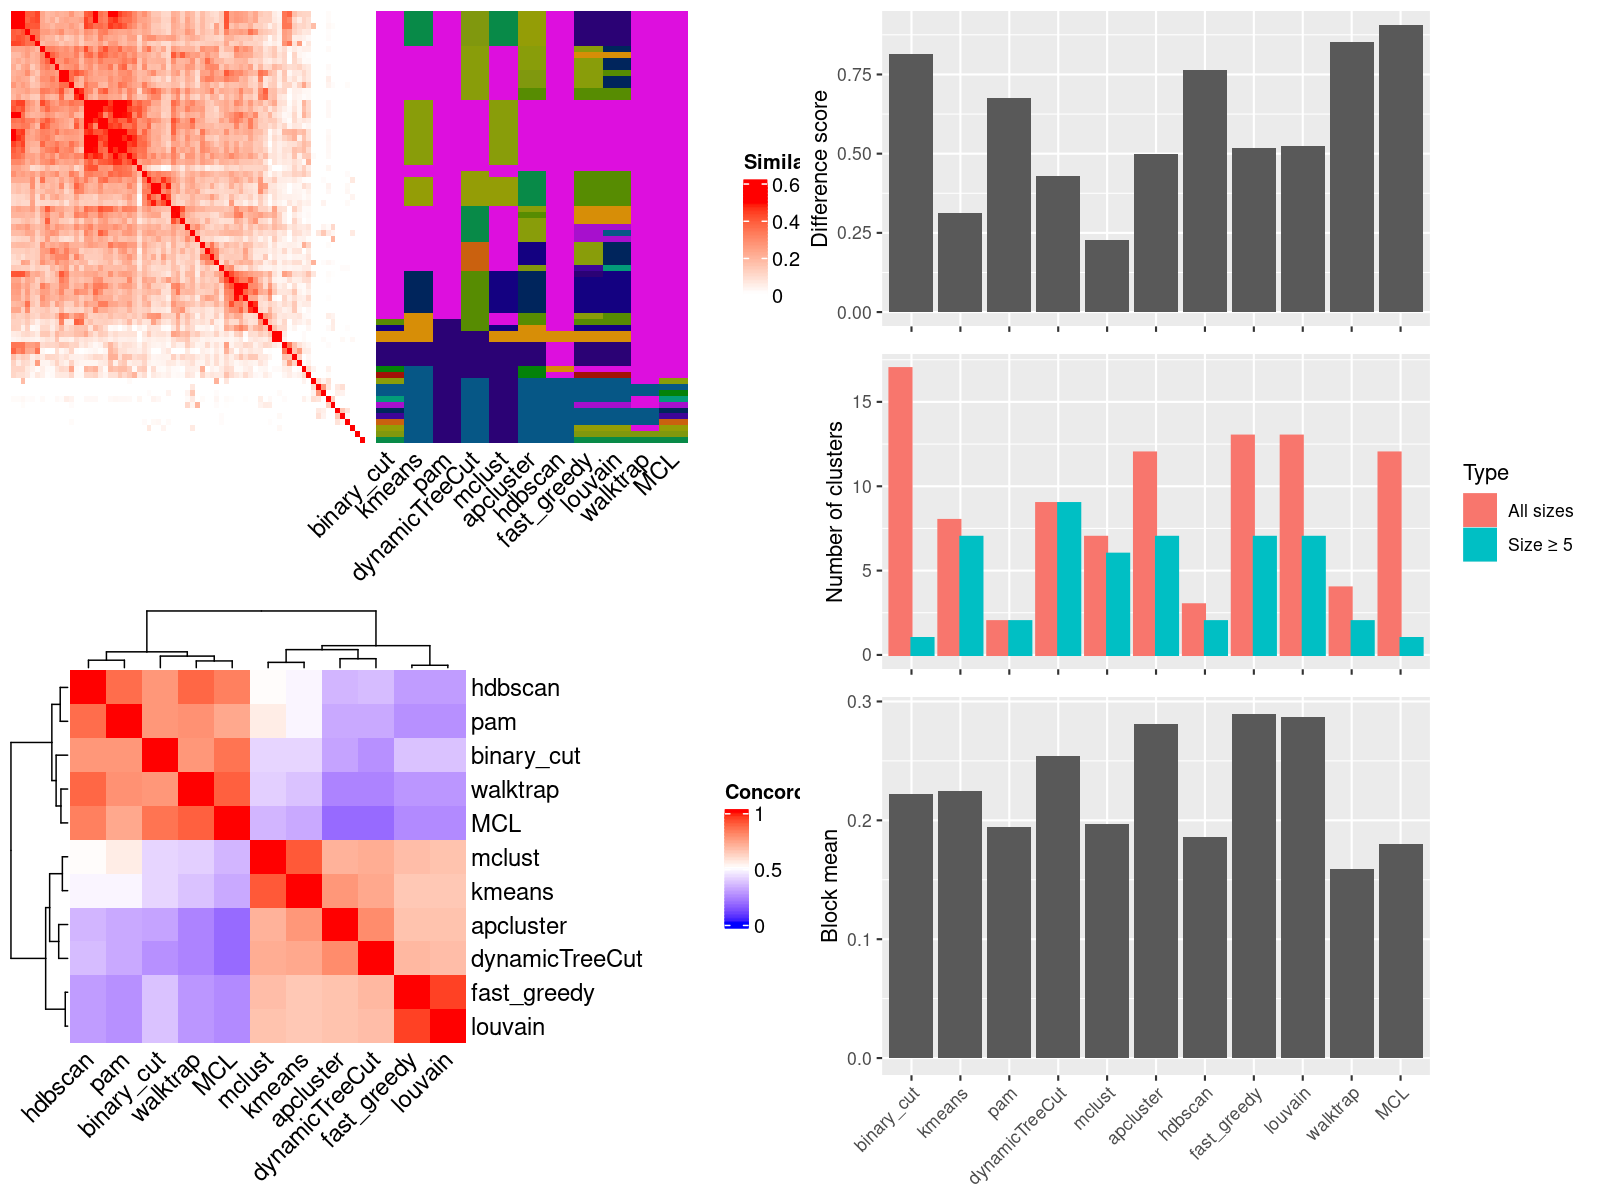 Simila
0.6
0.4
0.2
0
binary_cut
kmeans
pam
dynamicTreeCut
mclust
apcluster
hdbscan
fast_greedy
louvain
walktrap
MCL
hdbscan
pam
binary_cut
walktrap
MCL
mclust
kmeans
apcluster
dynamicTreeCut
fast_greedy
louvain
hdbscan
pam
binary_cut
walktrap
MCL
mclust
kmeans
apcluster
dynamicTreeCut
fast_greedy
louvain
Concord
1
0.5
0
Difference score
0.75
0.50
0.25
0.00
Number of clusters
15
10
5
0
Type
All sizes
Size ≥ 5
Block mean
0.3
0.2
0.1
0.0
binary_cut
kmeans
pam
dynamicTreeCut
mclust
apcluster
hdbscan
fast_greedy
louvain
walktrap
MCL